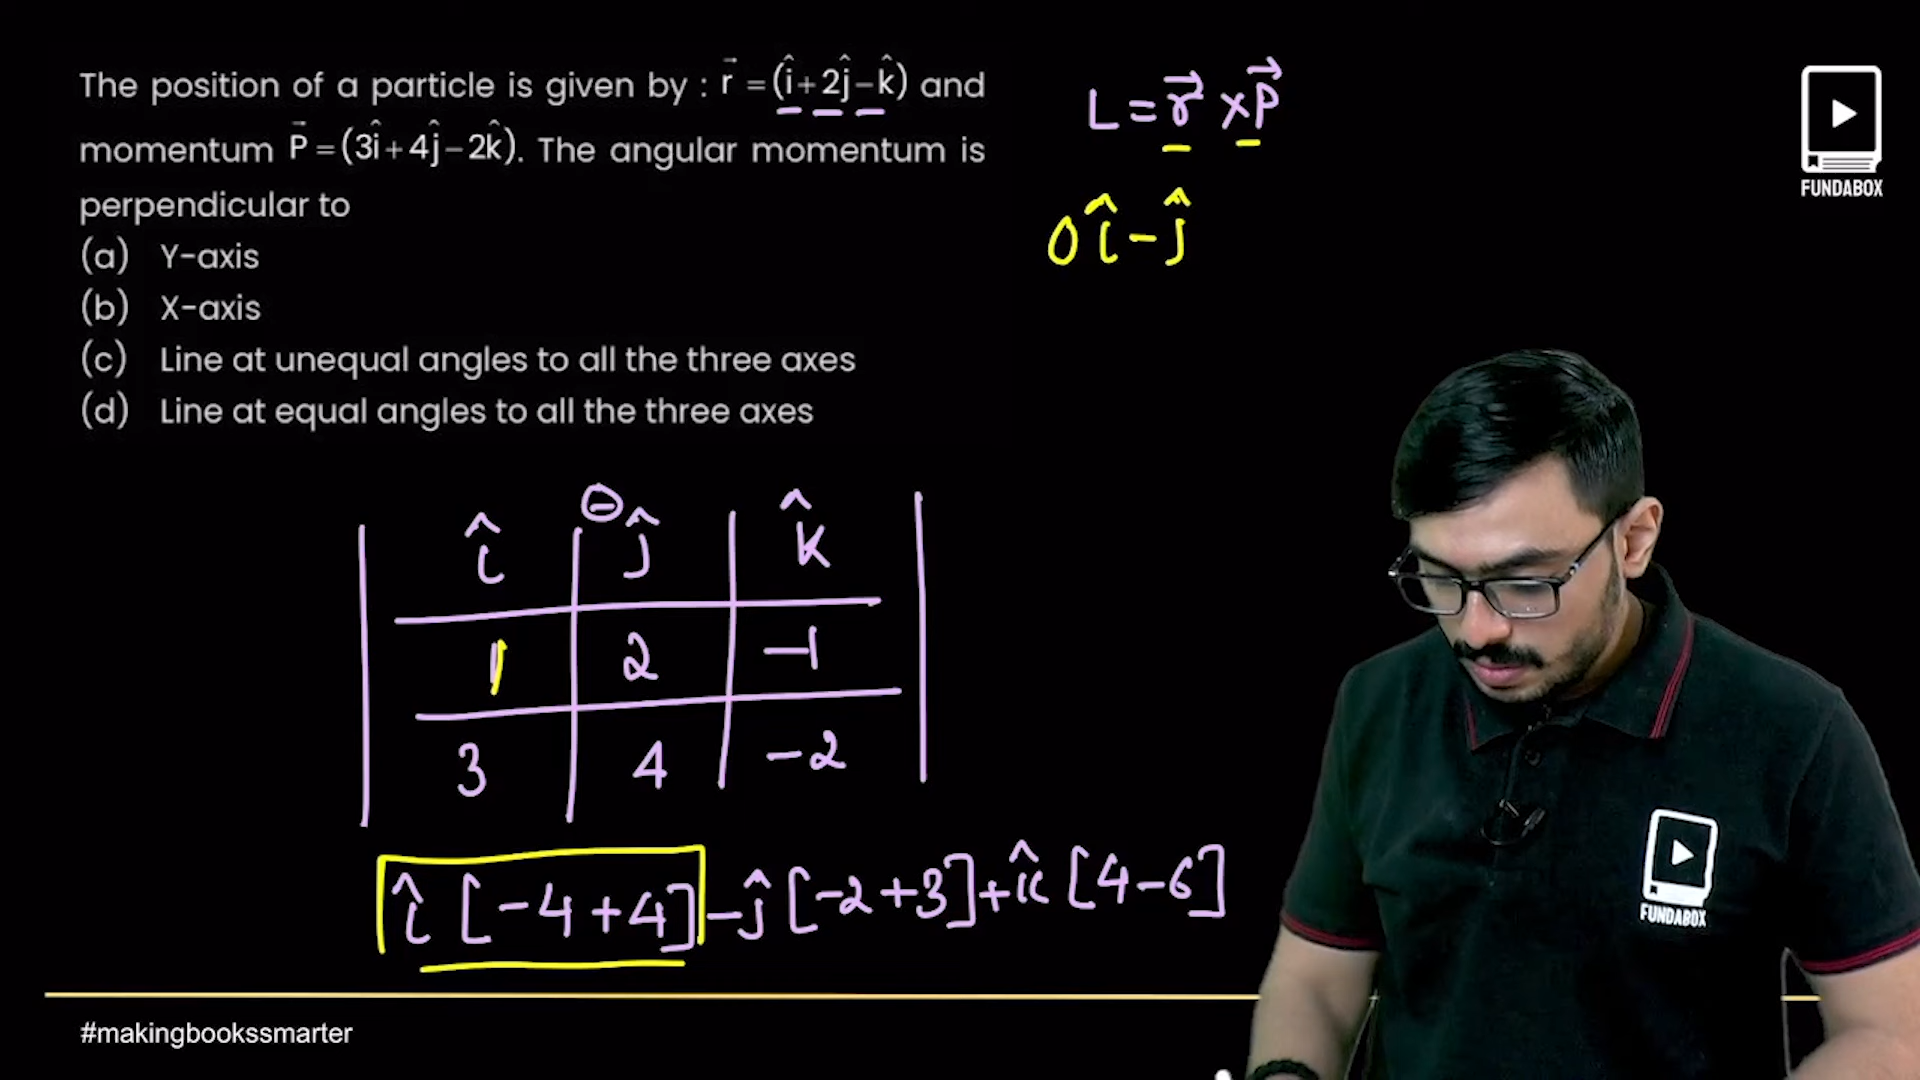 The position of a particle is given by : r⃗ = (î + 2ĵ − k̂) and
momentum P⃗ = (3î + 4ĵ − 2k̂). The angular momentum is
perpendicular to
(a) Y-axis
(b) X-axis
(c) Line at unequal angles to all the three axes
(d) Line at equal angles to all the three axes
L = r⃗ × P⃗
0î − ĵ
FUNDABOX
î ⊖ ĵ k̂
1 2 −1
3 4 −2
î [−4 + 4] − ĵ [−2 + 3] + k̂ [4 − 6]
FUNDABOX
#makingbookssmarter